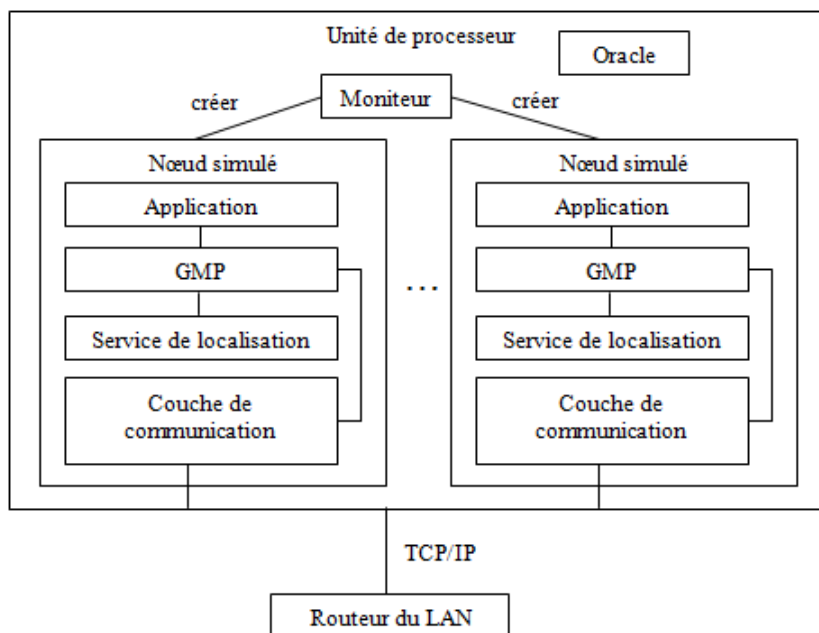 Unité de processeur
Oracle
Moniteur
créer
créer
Nœud simulé
Application
GMP
Service de localisation
Couche de
communication
...
Nœud simulé
Application
GMP
Service de localisation
Couche de
communication
TCP/IP
Routeur du LAN